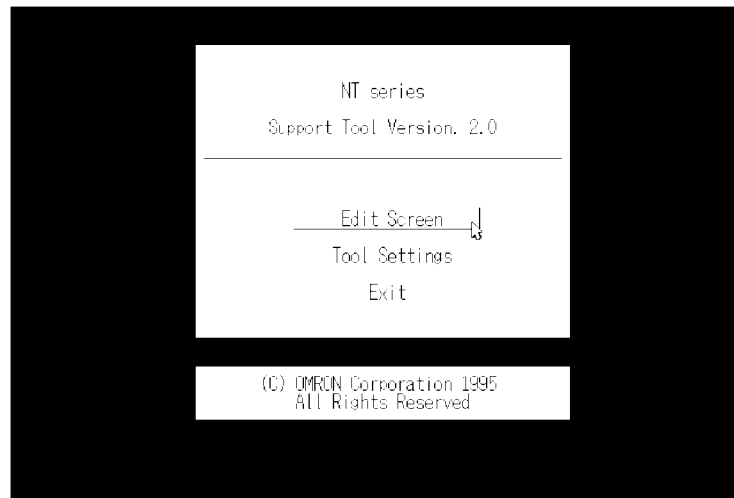 NT series
Support Tool Version. 2.0
Edit Screen
Tool Settings
Exit
(C) OMRON Corporation 1995
All Rights Reserved